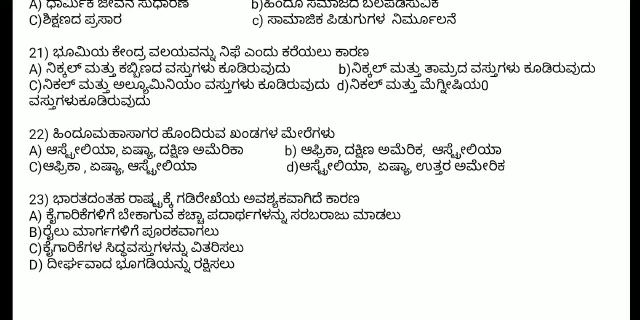 A) ಧಾರ್ಮಿಕ ಜೀವನ ಸುಧಾರಣೆ b)ಹಿಂದೂ ಸಮಾಜದ ಬಲಪಡಿಸುವಿಕೆ
C)ಶಿಕ್ಷಣದ ಪ್ರಸಾರ c) ಸಾಮಾಜಿಕ ಪಿಡುಗುಗಳ ನಿರ್ಮೂಲನೆ
21) ಭೂಮಿಯ ಕೇಂದ್ರ ವಲಯವನ್ನು ನಿಫೆ ಎಂದು ಕರೆಯಲು ಕಾರಣ
A) ನಿಕ್ಕಲ್ ಮತ್ತು ಕಬ್ಬಿಣದ ವಸ್ತುಗಳು ಕೂಡಿರುವುದು b)ನಿಕ್ಕಲ್ ಮತ್ತು ತಾಮ್ರದ ವಸ್ತುಗಳು ಕೂಡಿರುವುದು
C)ನಿಕಲ್ ಮತ್ತು ಅಲ್ಯೂಮಿನಿಯಂ ವಸ್ತುಗಳು ಕೂಡಿರುವುದು d)ನಿಕಲ್ ಮತ್ತು ಮೆಗ್ನೀಷಿಯ0
ವಸ್ತುಗಳುಕೂಡಿರುವುದು
22) ಹಿಂದೂಮಹಾಸಾಗರ ಹೊಂದಿರುವ ಖಂಡಗಳ ಮೇರೆಗಳು
A) ಆಸ್ಟ್ರೇಲಿಯಾ, ಏಷ್ಯಾ, ದಕ್ಷಿಣ ಅಮೆರಿಕಾ b) ಆಫ್ರಿಕಾ, ದಕ್ಷಿಣ ಅಮೆರಿಕ, ಆಸ್ಟ್ರೇಲಿಯಾ
C)ಆಫ್ರಿಕಾ , ಏಷ್ಯಾ, ಆಸ್ಟ್ರೇಲಿಯಾ d)ಆಸ್ಟ್ರೇಲಿಯಾ, ಏಷ್ಯಾ, ಉತ್ತರ ಅಮೇರಿಕ
23) ಭಾರತದಂತಹ ರಾಷ್ಟ್ರಕ್ಕೆ ಗಡಿರೇಖೆಯ ಅವಶ್ಯಕವಾಗಿದೆ ಕಾರಣ
A) ಕೈಗಾರಿಕೆಗಳಿಗೆ ಬೇಕಾಗುವ ಕಚ್ಚಾ ಪದಾರ್ಥಗಳನ್ನು ಸರಬರಾಜು ಮಾಡಲು
B)ರೈಲು ಮಾರ್ಗಗಳಿಗೆ ಪೂರಕವಾಗಲು
C)ಕೈಗಾರಿಕೆಗಳ ಸಿದ್ಧವಸ್ತುಗಳನ್ನು ವಿತರಿಸಲು
D) ದೀರ್ಘವಾದ ಭೂಗಡಿಯನ್ನು ರಕ್ಷಿಸಲು